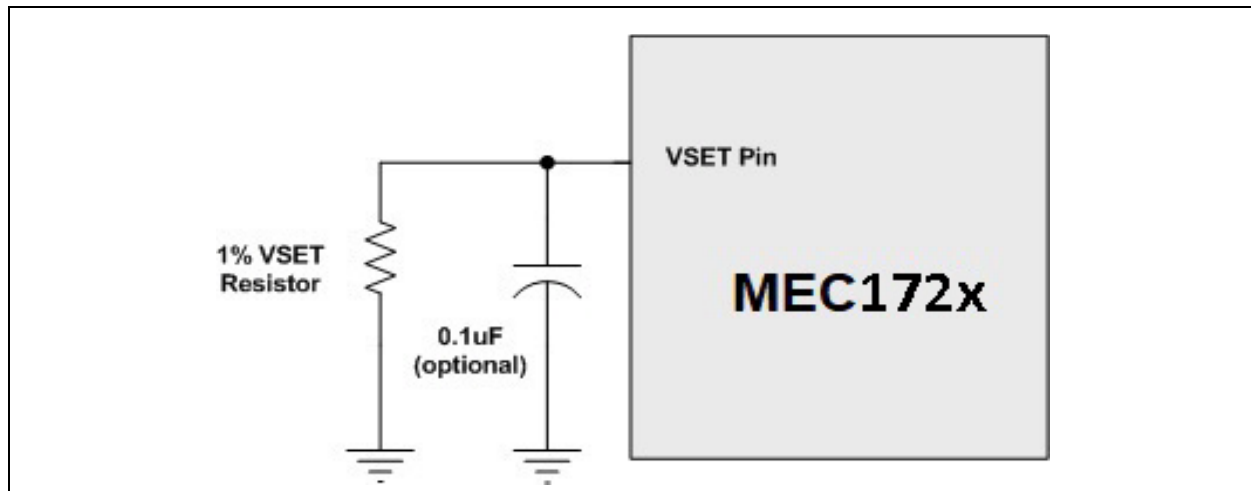 VSET Pin
1% VSET
Resistor
MEC172x
0.1uF
(optional)